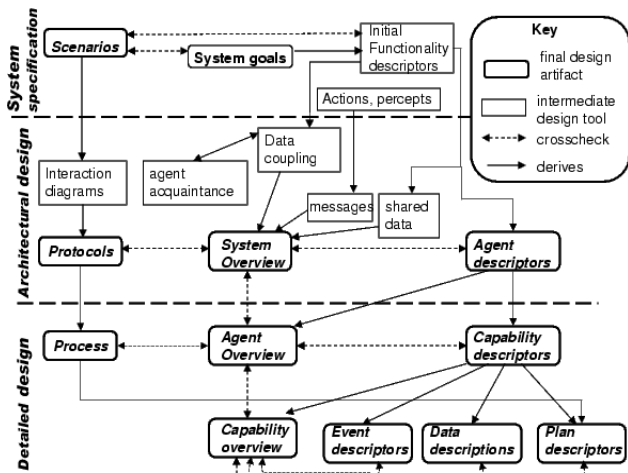 System
specification
Scenarios
System goals
Initial
Functionality
descriptors
Actions, percepts
Key
final design
artifact
intermediate
design tool
crosscheck
derives
Architectural design
Interaction
diagrams
agent
acquaintance
Data
coupling
messages
shared
data
Protocols
System
Overview
Agent
descriptors
Detailed design
Process
Agent
Overview
Capability
descriptors
Capability
overview
Event
descriptors
Data
descriptions
Plan
descriptors